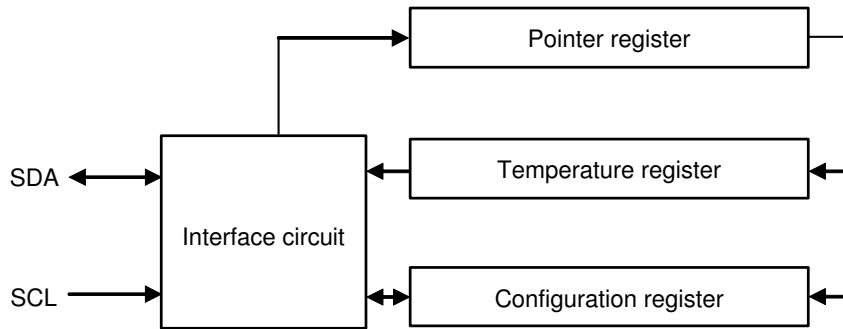 Pointer register
SDA
Temperature register
Interface circuit
SCL
Configuration register